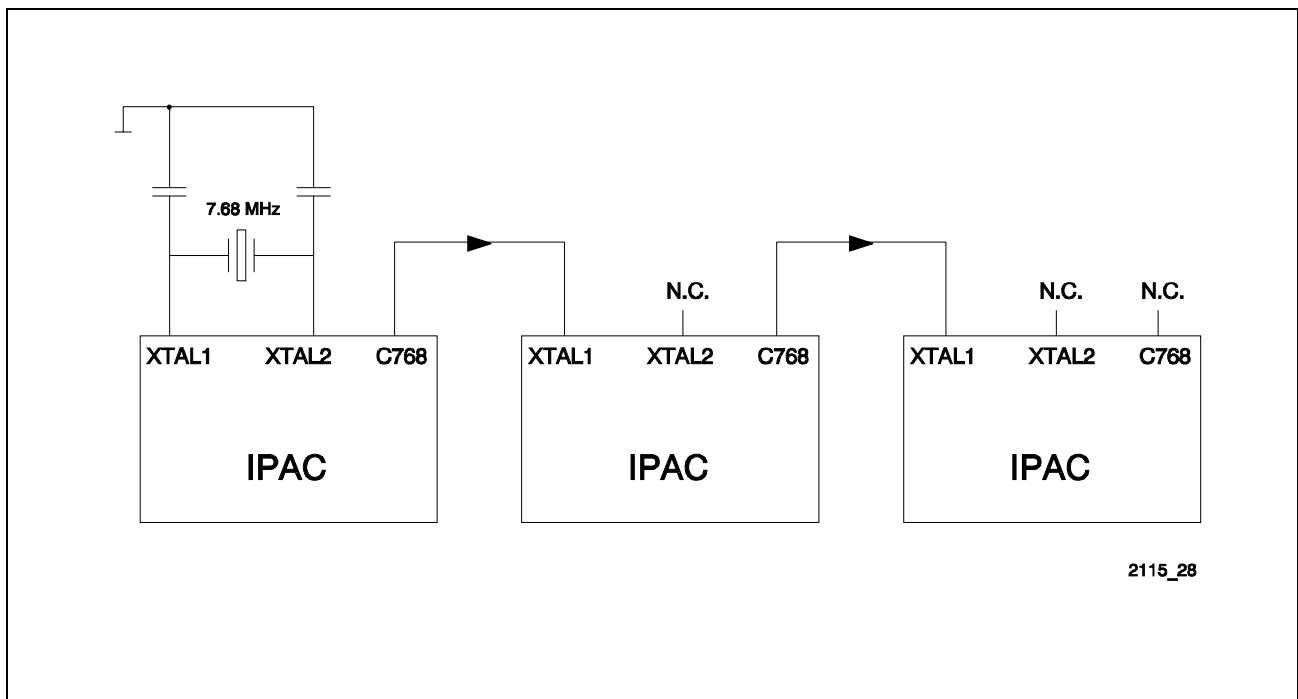 7.68 MHz
N.C.
N.C. N.C.
XTAL1 XTAL2 C768
XTAL1 XTAL2 C768
XTAL1 XTAL2 C768
IPAC
IPAC
IPAC
2115_28